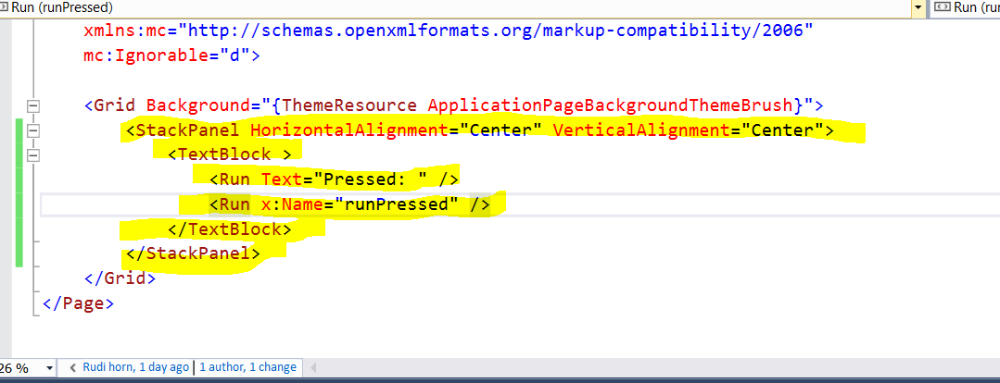 Run (runPressed)
Run (ru
xmlns:mc="http://schemas.openxmlformats.org/markup-compatibility/2006"
mc:Ignorable="d">
<Grid Background="{ThemeResource ApplicationPageBackgroundThemeBrush}">
<StackPanel HorizontalAlignment="Center" VerticalAlignment="Center">
<TextBlock >
<Run Text="Pressed: " />
<Run x:Name="runPressed" />
</TextBlock>
</StackPanel>
</Grid>
</Page>
26 % Rudi horn, 1 day ago | 1 author, 1 change